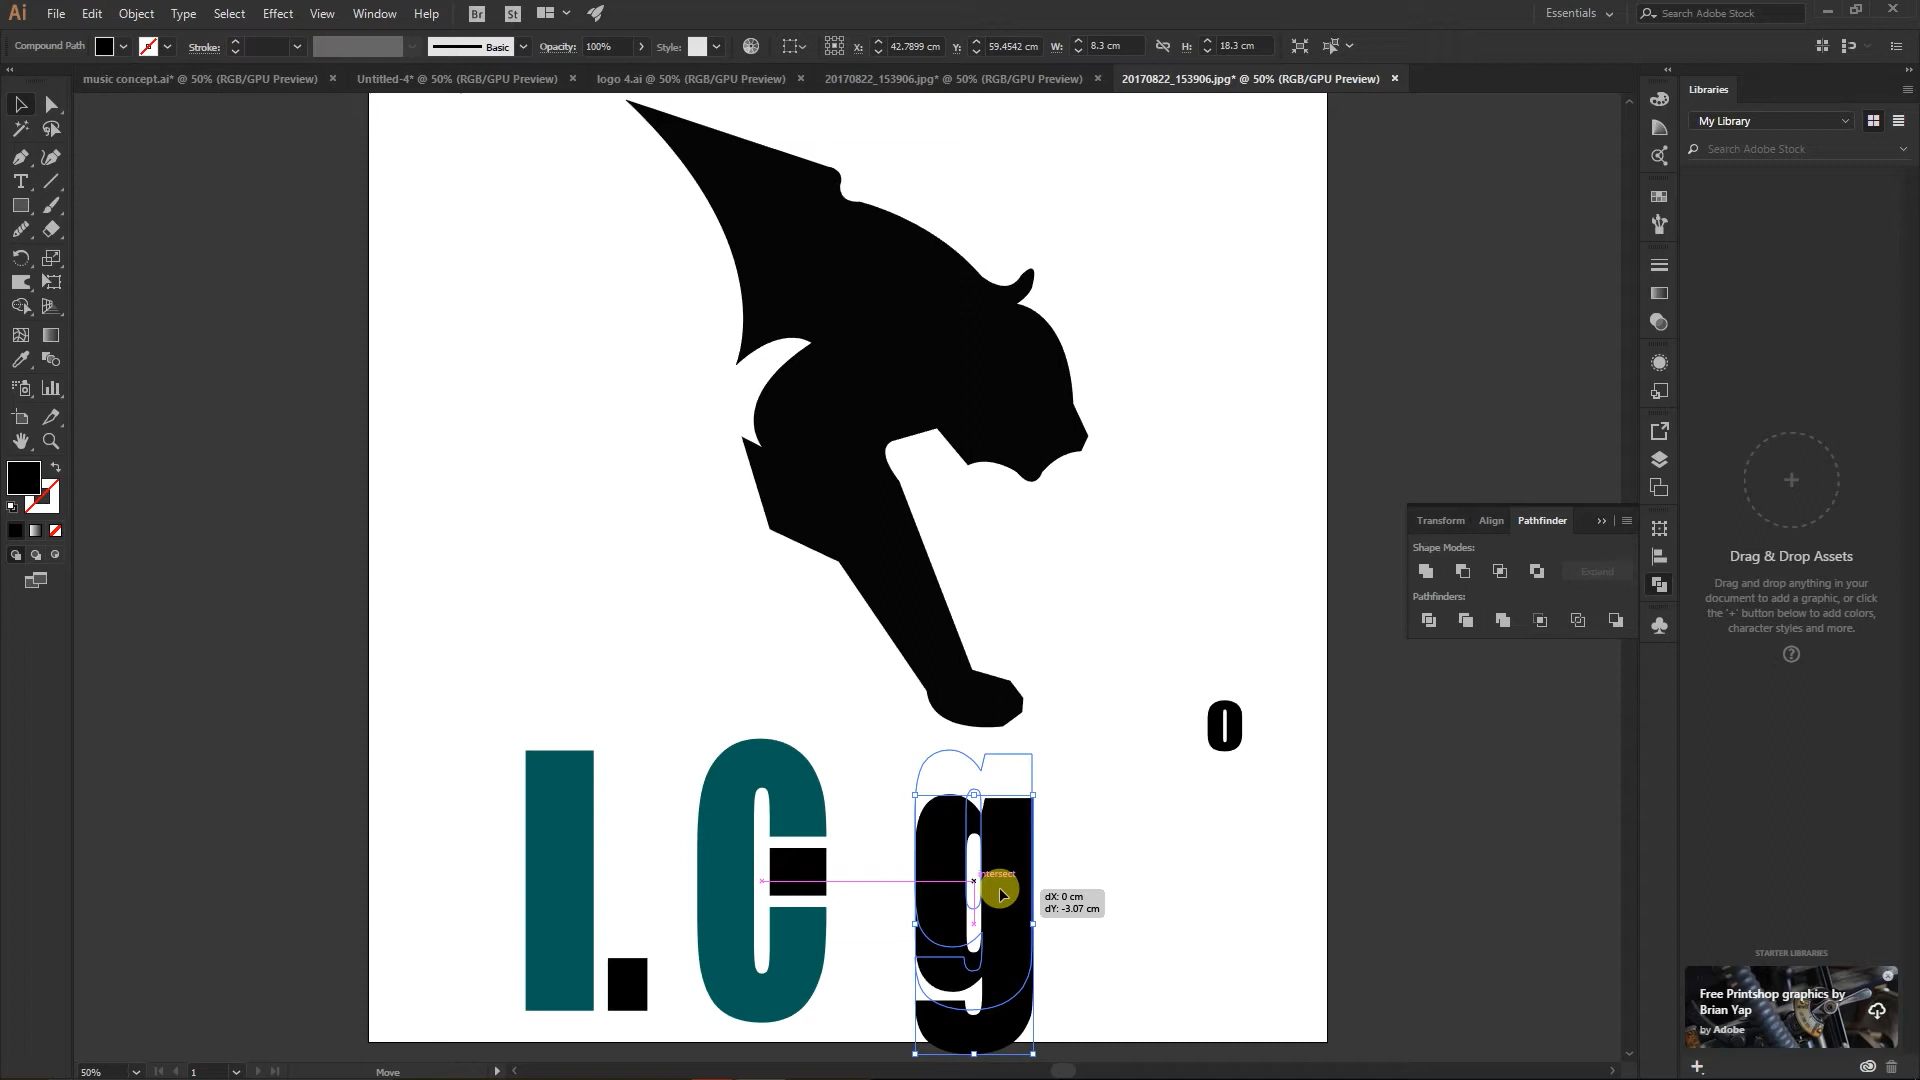 Ai File Edit Object Type Select Effect View Window Help Br St Essentials Search Adobe Stock
Compound Path Stroke: Basic Opacity: 100% Style: X: 42.7899 cm Y: 59.4542 cm W: 8.3 cm H: 18.3 cm
music concept.ai* @ 50% (RGB/GPU Preview) Untitled-4* @ 50% (RGB/GPU Preview) logo 4.ai @ 50% (RGB/GPU Preview) 20170822_153906.jpg* @ 50% (RGB/GPU Preview) 20170822_153906.jpg* @ 50% (RGB/GPU Preview)
Libraries
My Library
Search Adobe Stock
Transform Align Pathfinder
Shape Modes:
Expand
Pathfinders:
Drag & Drop Assets
Drag and drop anything in your
document to add a graphic, or click
the '+' button below to add colors,
character styles and more.
o
I.C g
intersect
dX: 0 cm
dY: -3.07 cm
STARTER LIBRARIES
Free Printshop graphics by
Brian Yap
by Adobe
50% 1 Move